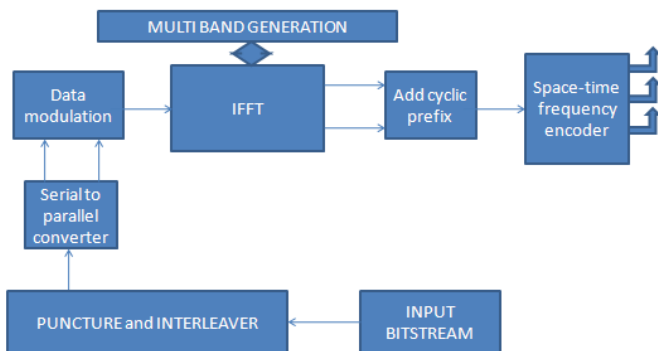 MULTI BAND GENERATION
Data
modulation
IFFT
Add cyclic
prefix
Space-time
frequency
encoder
Serial to
parallel
converter
PUNCTURE and INTERLEAVER
INPUT
BITSTREAM